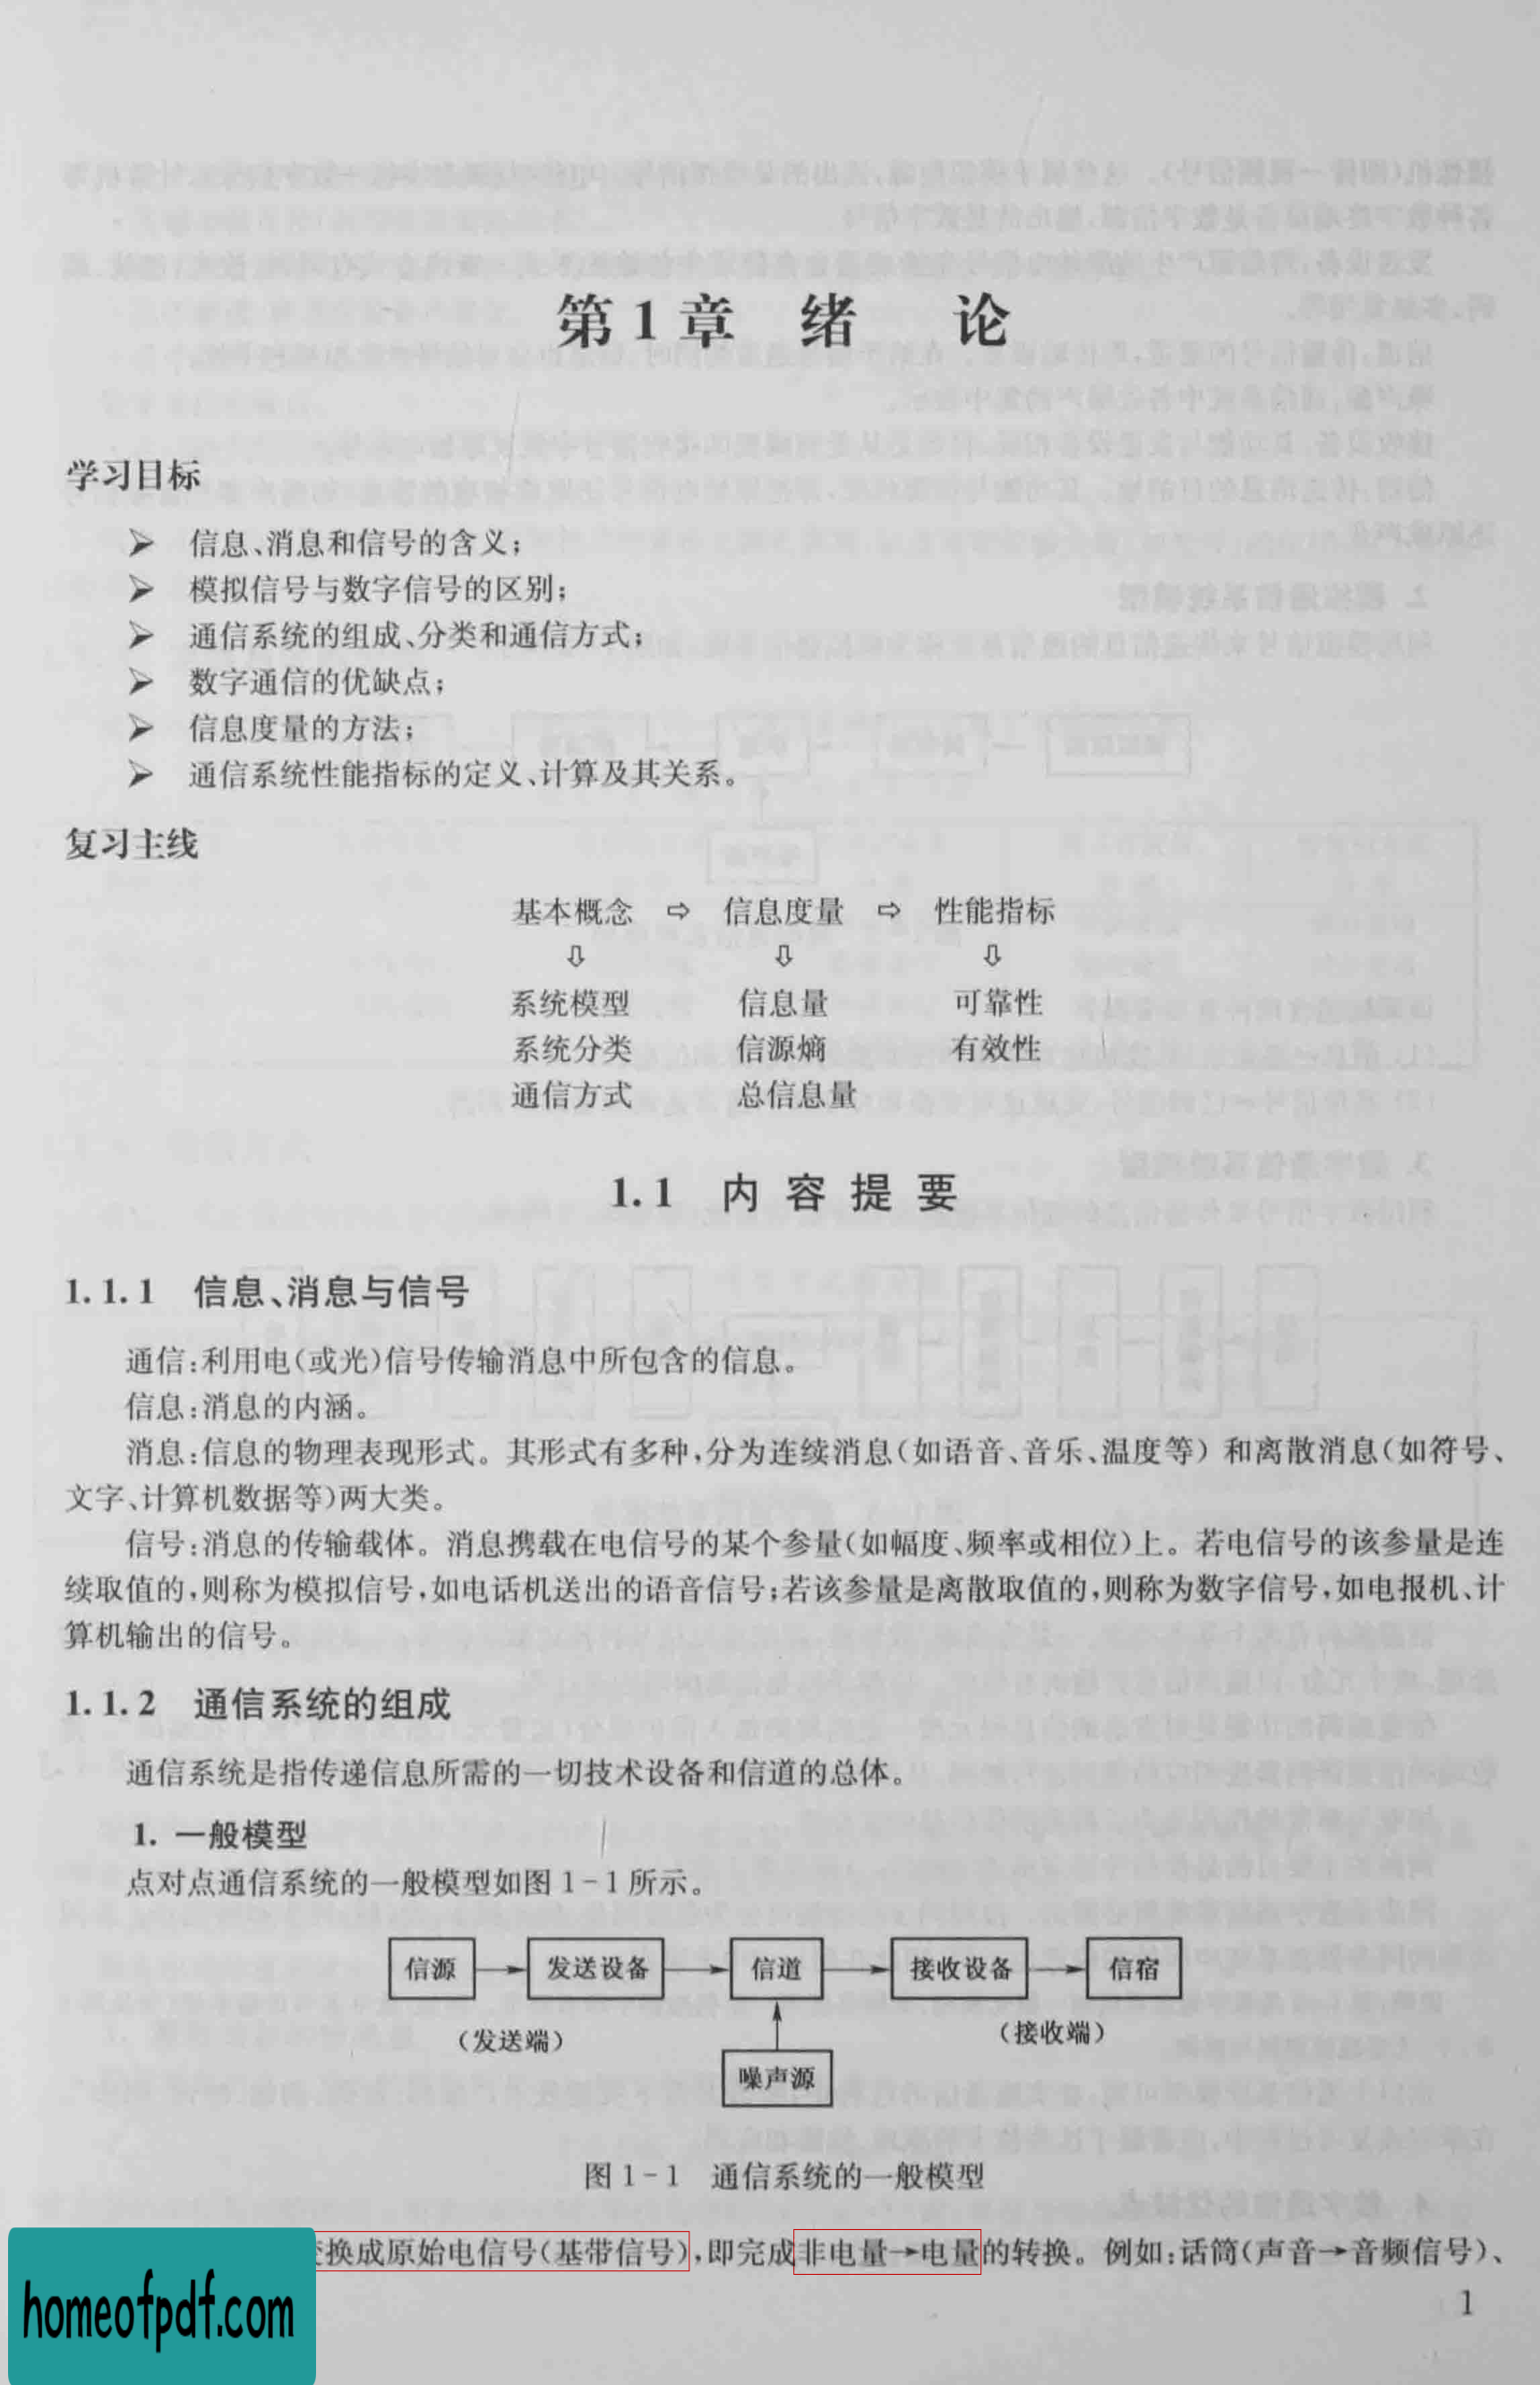 第1章 绪 论
学习目标
➢ 信息、消息和信号的含义;
➢ 模拟信号与数字信号的区别;
➢ 通信系统的组成、分类和通信方式;
➢ 数字通信的优缺点;
➢ 信息度量的方法;
➢ 通信系统性能指标的定义、计算及其关系。
复习主线
基本概念 ⇨ 信息度量 ⇨ 性能指标
⇩ ⇩ ⇩
系统模型 信息量 可靠性
系统分类 信源熵 有效性
通信方式 总信息量
1.1 内容提要
1.1.1 信息、消息与信号
通信:利用电(或光)信号传输消息中所包含的信息。
信息:消息的内涵。
消息:信息的物理表现形式。其形式有多种,分为连续消息(如语音、音乐、温度等) 和离散消息(如符号、
文字、计算机数据等)两大类。
信号:消息的传输载体。消息携载在电信号的某个参量(如幅度、频率或相位)上。若电信号的该参量是连
续取值的,则称为模拟信号,如电话机送出的语音信号;若该参量是离散取值的,则称为数字信号,如电报机、计
算机输出的信号。
1.1.2 通信系统的组成
通信系统是指传递信息所需的一切技术设备和信道的总体。
1. 一般模型
点对点通信系统的一般模型如图1-1所示。
信源 发送设备 信道 接收设备 信宿
(发送端) (接收端)
噪声源
图1-1 通信系统的一般模型
换成原始电信号(基带信号),即完成非电量→电量的转换。例如:话筒(声音→音频信号)、
homeofpdf.com
1